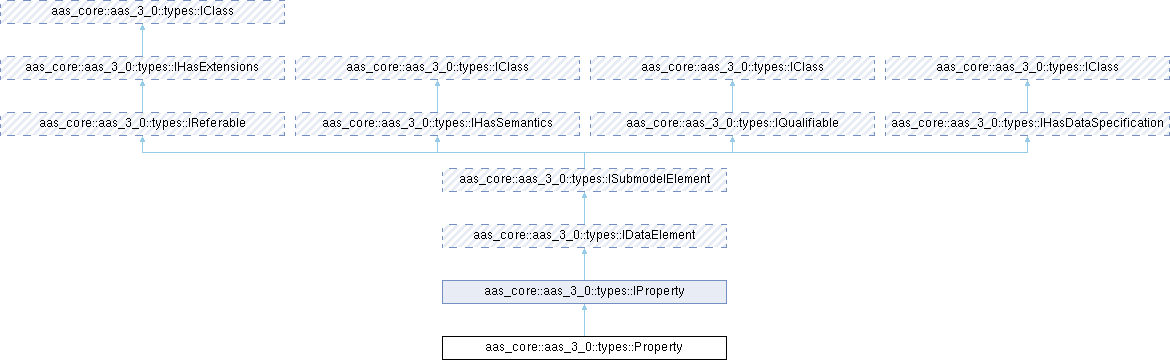 aas_core::aas_3_0::types::IClass
aas_core::aas_3_0::types::IHasExtensions
aas_core::aas_3_0::types::IClass
aas_core::aas_3_0::types::IClass
aas_core::aas_3_0::types::IClass
aas_core::aas_3_0::types::IReferable
aas_core::aas_3_0::types::IHasSemantics
aas_core::aas_3_0::types::IQualifiable
aas_core::aas_3_0::types::IHasDataSpecification
aas_core::aas_3_0::types::ISubmodelElement
aas_core::aas_3_0::types::IDataElement
aas_core::aas_3_0::types::IProperty
aas_core::aas_3_0::types::Property